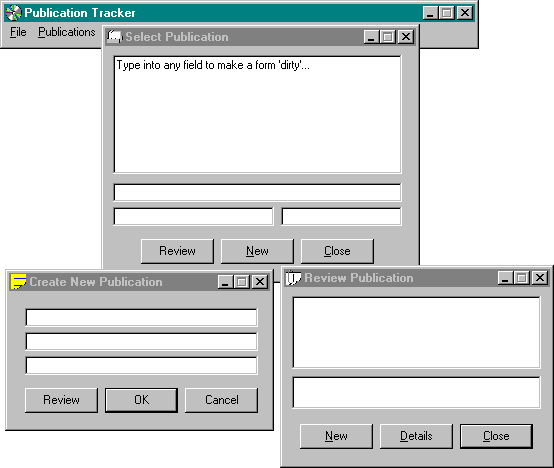 Publication Tracker
File Publications
Select Publication
Type into any field to make a form 'dirty'...
Review New Close
Create New Publication
Review OK Cancel
Review Publication
New Details Close